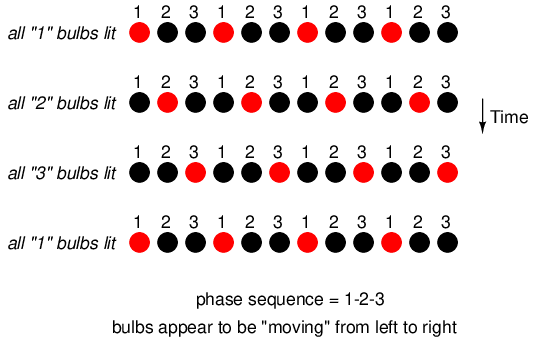 1 2 3 1 2 3 1 2 3 1 2 3
all "1" bulbs lit
1 2 3 1 2 3 1 2 3 1 2 3
all "2" bulbs lit
Time
1 2 3 1 2 3 1 2 3 1 2 3
all "3" bulbs lit
1 2 3 1 2 3 1 2 3 1 2 3
all "1" bulbs lit
phase sequence = 1-2-3
bulbs appear to be "moving" from left to right